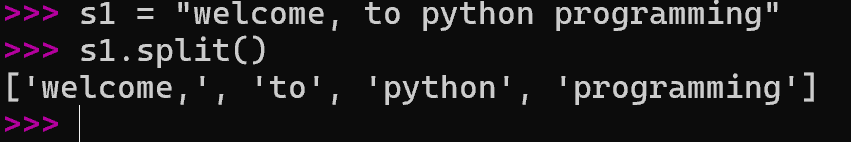 >>> s1 = "welcome, to python programming"
>>> s1.split()
['welcome,', 'to', 'python', 'programming']
>>>